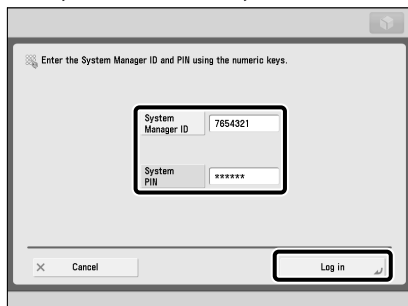 Enter the System Manager ID and PIN using the numeric keys.
System
Manager ID
7654321
System
PIN
******
Cancel
Log in